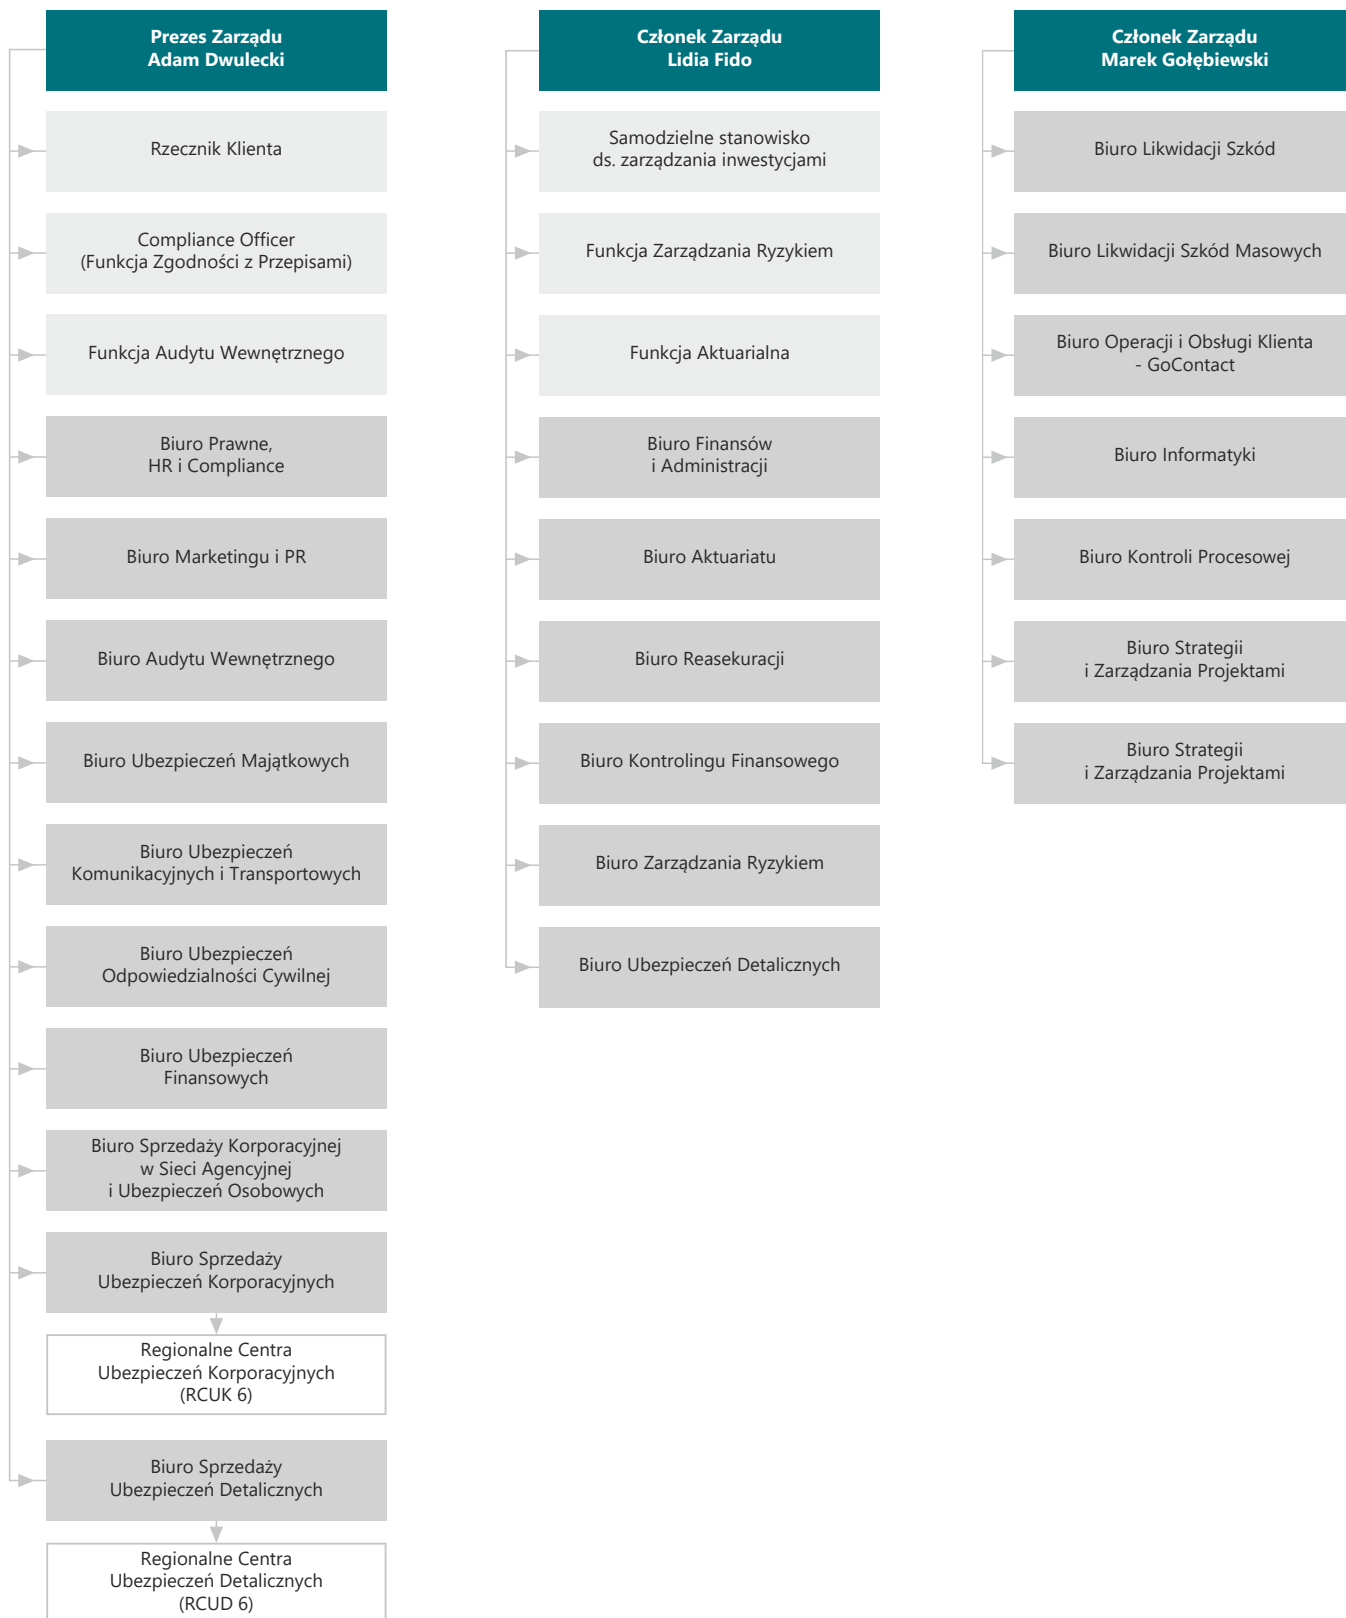 Prezes Zarządu
Adam Dwulecki
Rzecznik Klienta
Compliance Officer
(Funkcja Zgodności z Przepisami)
Funkcja Audytu Wewnętrznego
Biuro Prawne,
HR i Compliance
Biuro Marketingu i PR
Biuro Audytu Wewnętrznego
Biuro Ubezpieczeń Majątkowych
Biuro Ubezpieczeń
Komunikacyjnych i Transportowych
Biuro Ubezpieczeń
Odpowiedzialności Cywilnej
Biuro Ubezpieczeń
Finansowych
Biuro Sprzedaży Korporacyjnej
w Sieci Agencyjnej
i Ubezpieczeń Osobowych
Biuro Sprzedaży
Ubezpieczeń Korporacyjnych
Regionalne Centra
Ubezpieczeń Korporacyjnych
(RCUK 6)
Biuro Sprzedaży
Ubezpieczeń Detalicznych
Regionalne Centra
Ubezpieczeń Detalicznych
(RCUD 6)
Członek Zarządu
Lidia Fido
Samodzielne stanowisko
ds. zarządzania inwestycjami
Funkcja Zarządzania Ryzykiem
Funkcja Aktuarialna
Biuro Finansów
i Administracji
Biuro Aktuariatu
Biuro Reasekuracji
Biuro Kontrolingu Finansowego
Biuro Zarządzania Ryzykiem
Biuro Ubezpieczeń Detalicznych
Członek Zarządu
Marek Gołębiewski
Biuro Likwidacji Szkód
Biuro Likwidacji Szkód Masowych
Biuro Operacji i Obsługi Klienta
- GoContact
Biuro Informatyki
Biuro Kontroli Procesowej
Biuro Strategii
i Zarządzania Projektami
Biuro Strategii
i Zarządzania Projektami